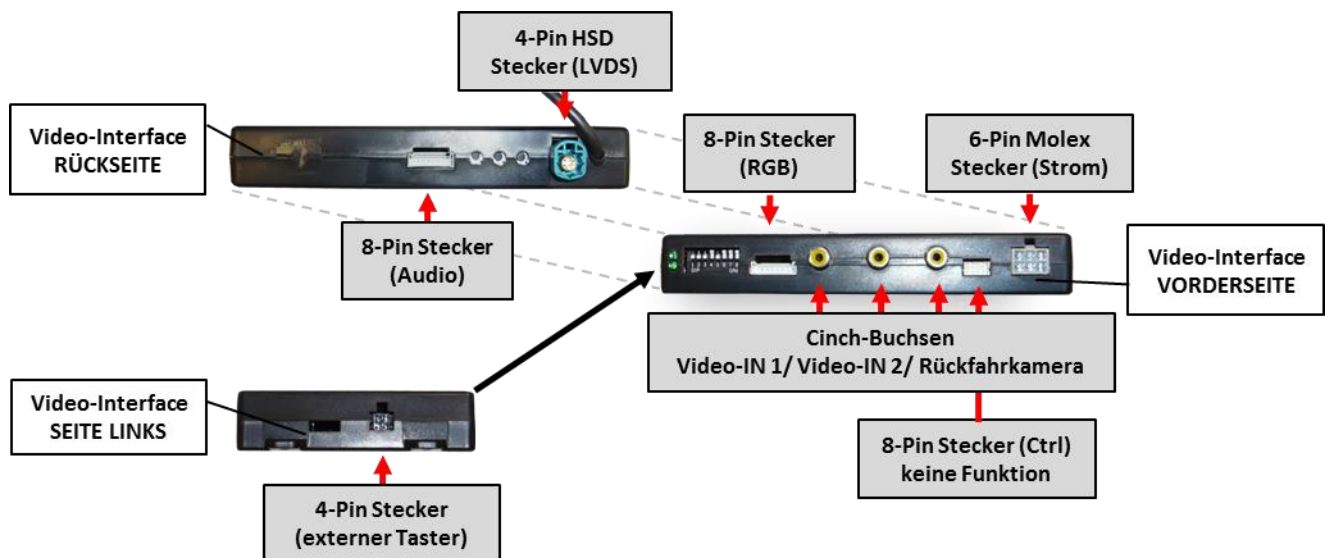 4-Pin HSD
Stecker (LVDS)
Video-Interface
RÜCKSEITE
8-Pin Stecker
(RGB)
6-Pin Molex
Stecker (Strom)
8-Pin Stecker
(Audio)
Video-Interface
VORDERSEITE
Cinch-Buchsen
Video-IN 1/ Video-IN 2/ Rückfahrkamera
Video-Interface
SEITE LINKS
8-Pin Stecker (Ctrl)
keine Funktion
4-Pin Stecker
(externer Taster)